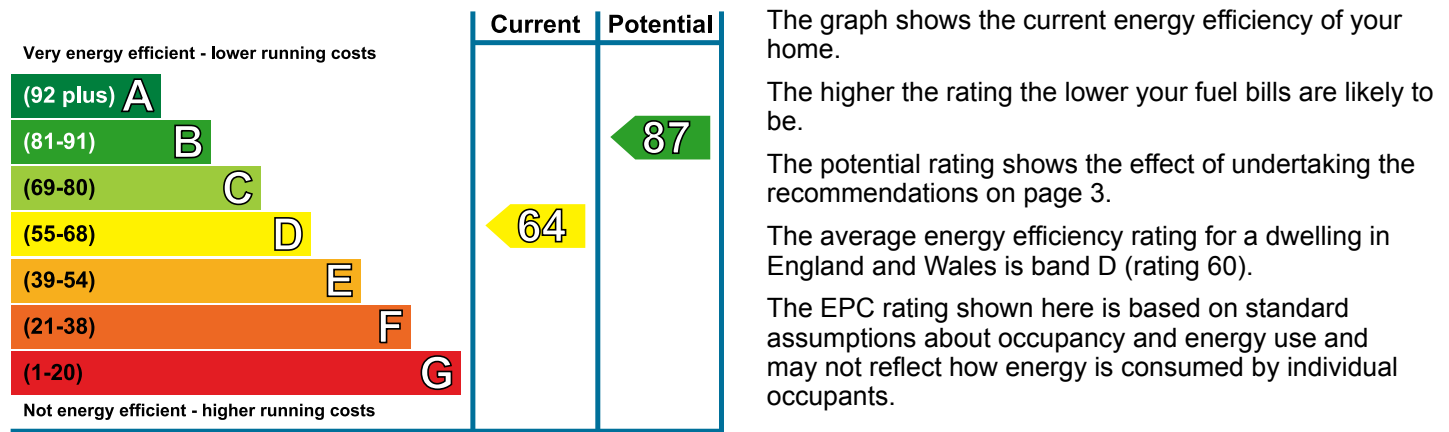 Current Potential
Very energy efficient - lower running costs
(92 plus) A
(81-91) B
87
(69-80) C
(55-68) D
64
(39-54) E
(21-38) F
(1-20) G
Not energy efficient - higher running costs
The graph shows the current energy efficiency of your
home.
The higher the rating the lower your fuel bills are likely to
be.
The potential rating shows the effect of undertaking the
recommendations on page 3.
The average energy efficiency rating for a dwelling in
England and Wales is band D (rating 60).
The EPC rating shown here is based on standard
assumptions about occupancy and energy use and
may not reflect how energy is consumed by individual
occupants.